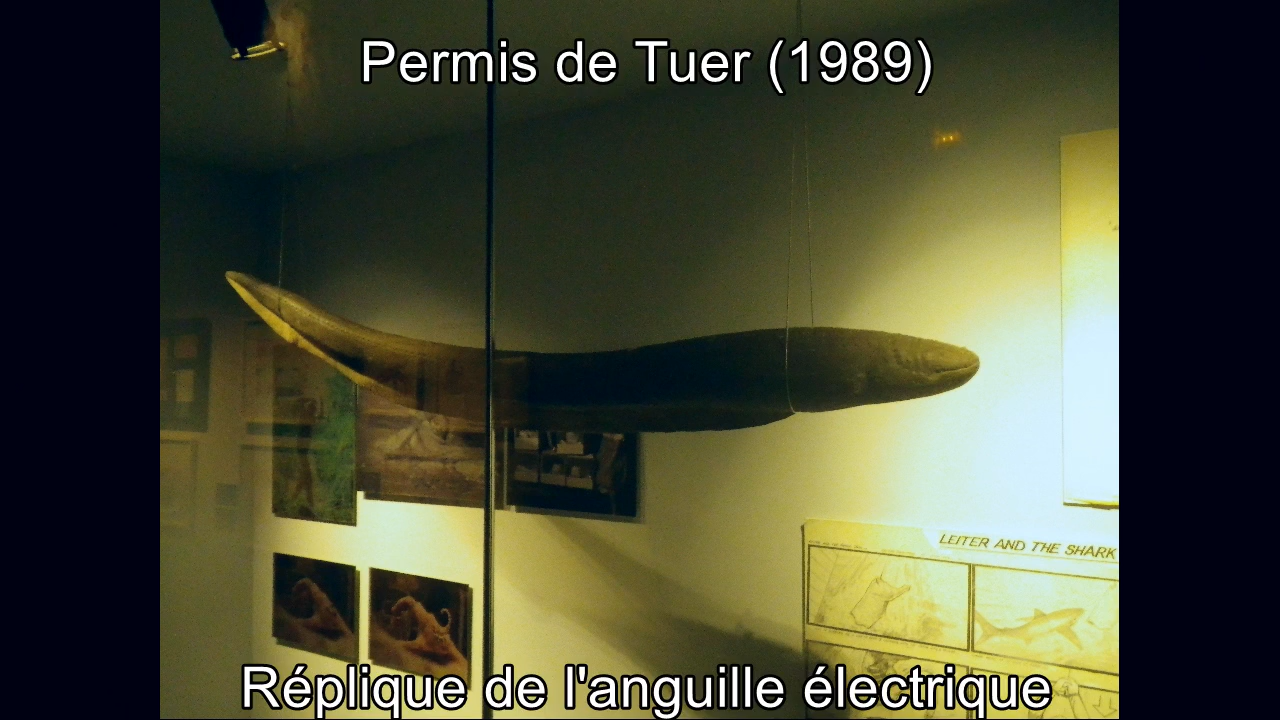 Permis de Tuer (1989)
LEITER AND THE SHARK
Réplique de l'anguille électrique